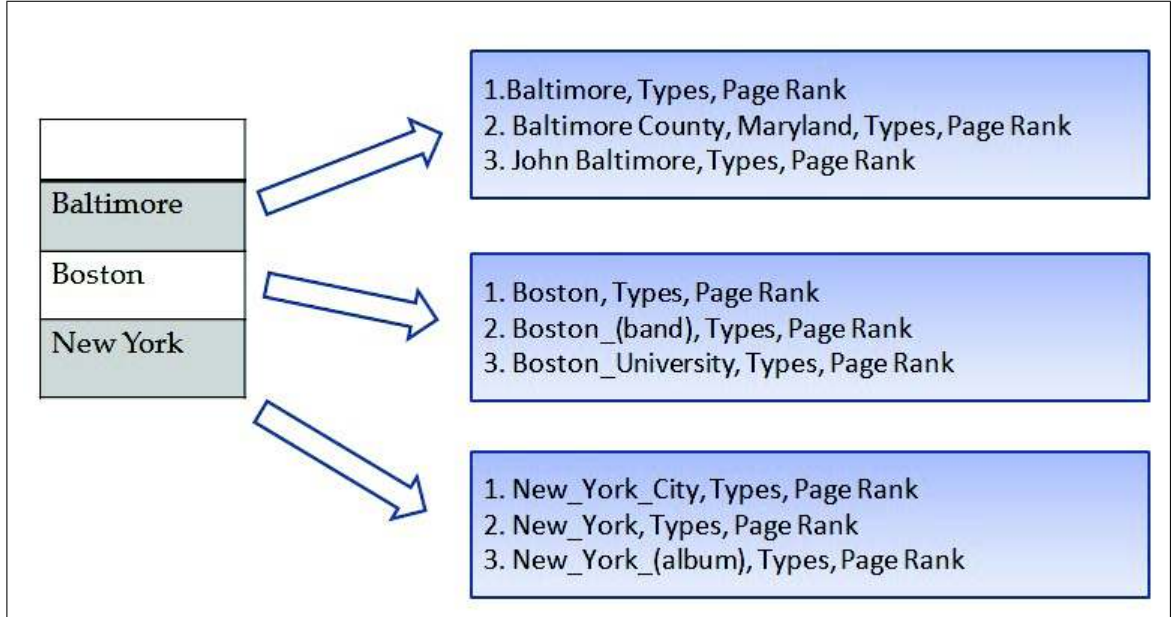 Baltimore
Boston
New York
1.Baltimore, Types, Page Rank
2. Baltimore County, Maryland, Types, Page Rank
3. John Baltimore, Types, Page Rank
1. Boston, Types, Page Rank
2. Boston_(band), Types, Page Rank
3. Boston_University, Types, Page Rank
1. New_York_City, Types, Page Rank
2. New_York, Types, Page Rank
3. New_York_(album), Types, Page Rank